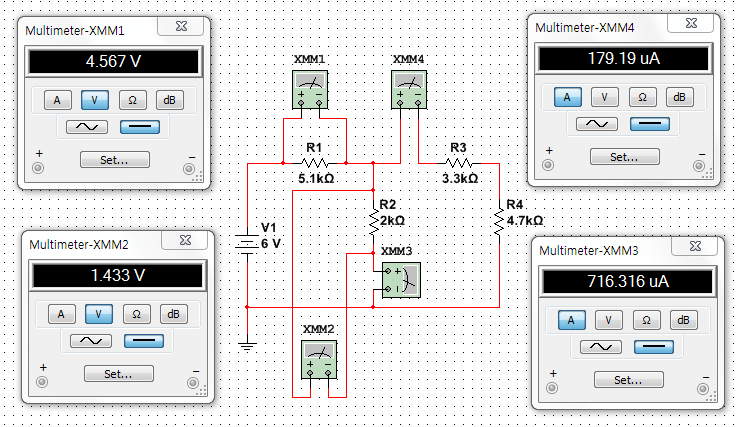 Multimeter-XMM1
4.567 V
A V Ω dB
+ Set... −
Multimeter-XMM4
179.19 uA
A V Ω dB
+ Set... −
XMM1
XMM4
R1
5.1kΩ
R3
3.3kΩ
R2
2kΩ
R4
4.7kΩ
V1
6 V
XMM3
XMM2
Multimeter-XMM2
1.433 V
A V Ω dB
+ Set... −
Multimeter-XMM3
716.316 uA
A V Ω dB
+ Set... −